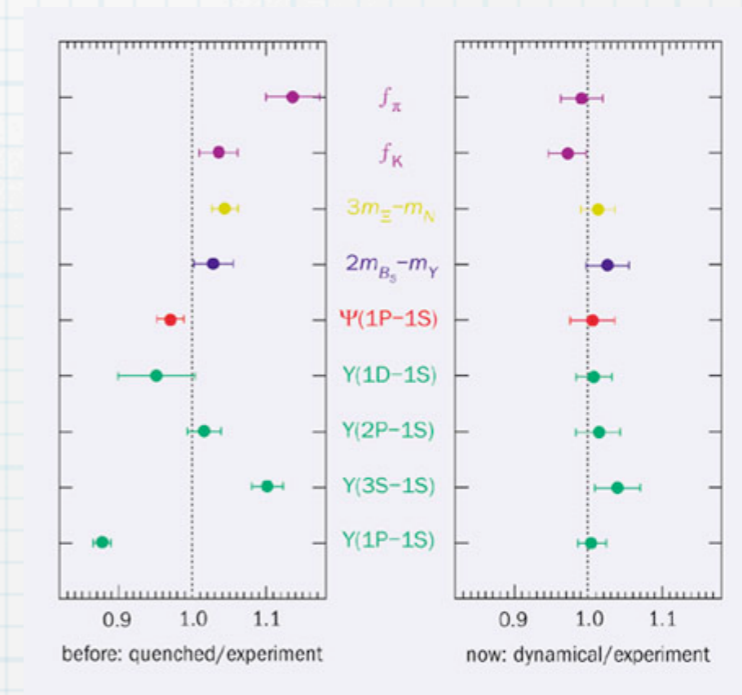 f_π
f_K
3m_Ξ−m_N
2m_{B_s}−m_Υ
Ψ(1P−1S)
Υ(1D−1S)
Υ(2P−1S)
Υ(3S−1S)
Υ(1P−1S)
0.9 1.0 1.1
0.9 1.0 1.1
before: quenched/experiment
now: dynamical/experiment